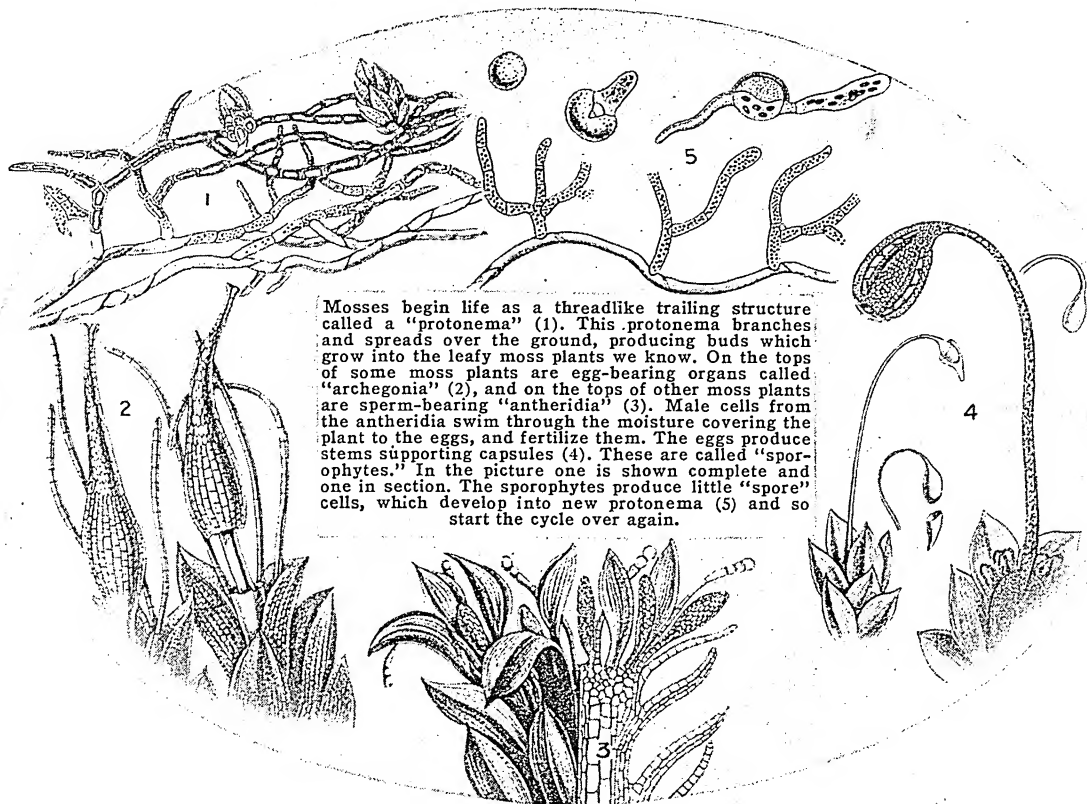 1
5
Mosses begin life as a threadlike trailing structure
called a “protonema” (1). This protonema branches
and spreads over the ground, producing buds which
grow into the leafy moss plants we know. On the tops
of some moss plants are egg-bearing organs called
“archegonia” (2), and on the tops of other moss plants
are sperm-bearing “antheridia” (3). Male cells from
the antheridia swim through the moisture covering the
plant to the eggs, and fertilize them. The eggs produce
stems supporting capsules (4). These are called “spor-
ophytes.” In the picture one is shown complete and
one in section. The sporophytes produce little “spore”
cells, which develop into new protonema (5) and so
start the cycle over again.
2
4
3